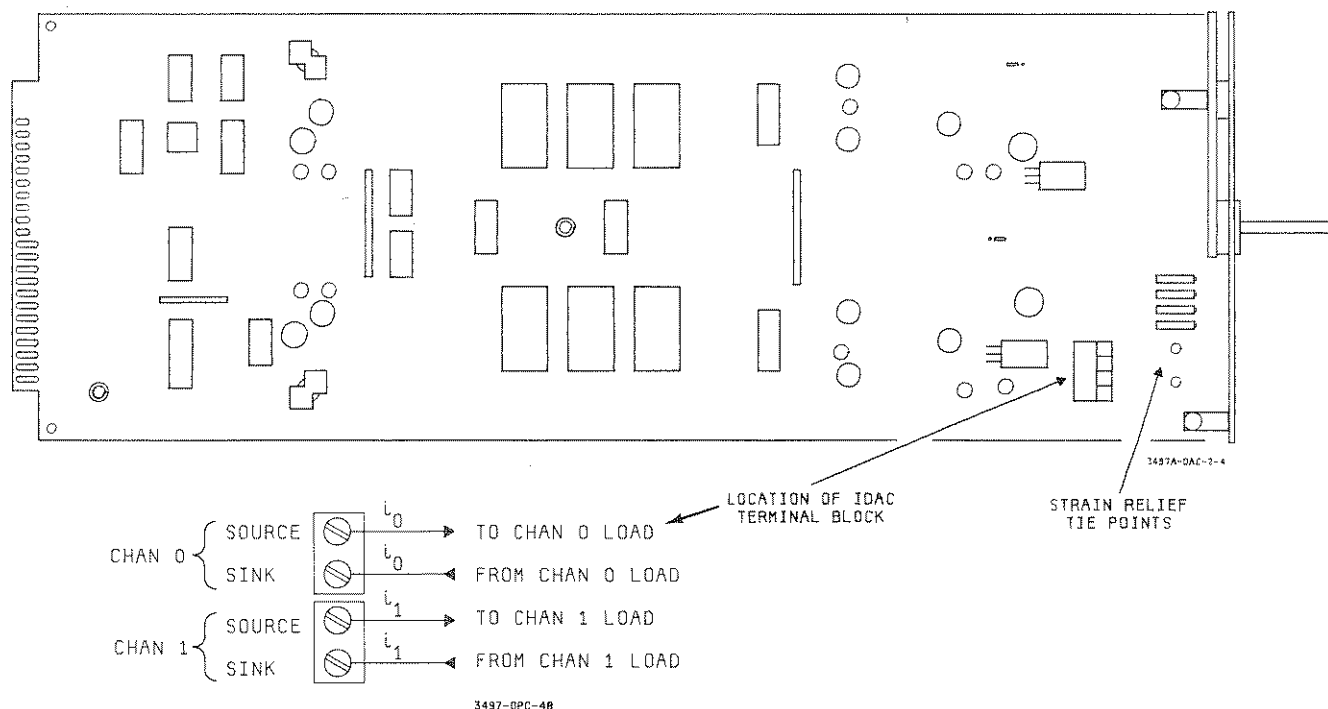 3497A-DAC-2-4
LOCATION OF IDAC
TERMINAL BLOCK
STRAIN RELIEF
TIE POINTS
CHAN 0
SOURCE
i0
TO CHAN 0 LOAD
SINK
i0
FROM CHAN 0 LOAD
CHAN 1
SOURCE
i1
TO CHAN 1 LOAD
SINK
i1
FROM CHAN 1 LOAD
3497-OPC-48